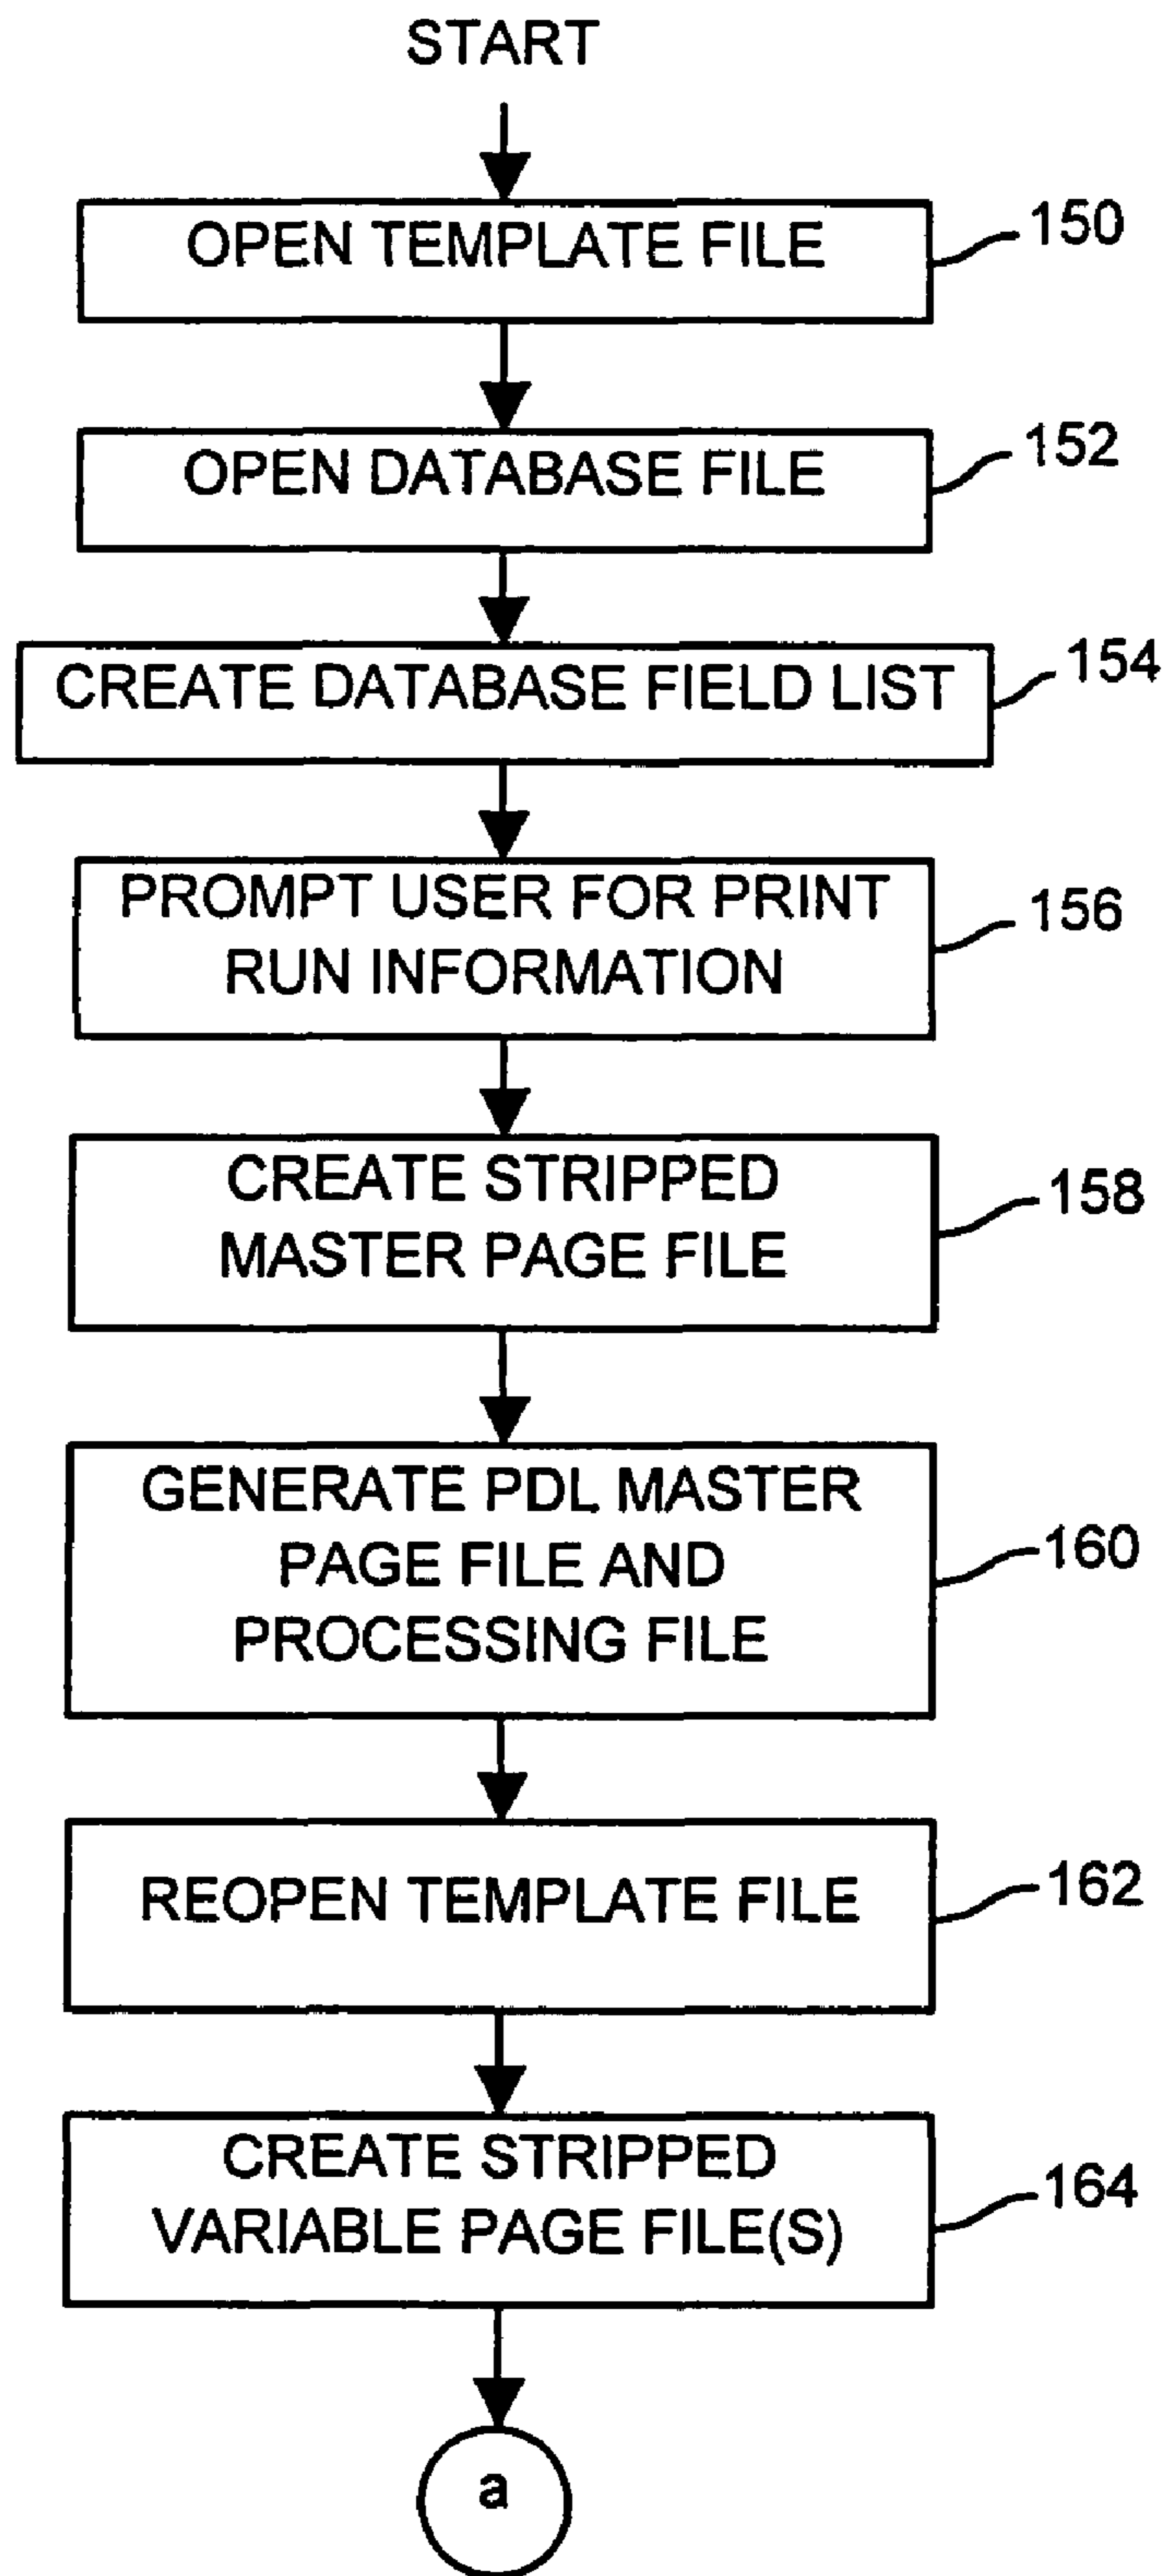 START
OPEN TEMPLATE FILE
150
OPEN DATABASE FILE
152
CREATE DATABASE FIELD LIST
154
PROMPT USER FOR PRINT
RUN INFORMATION
156
CREATE STRIPPED
MASTER PAGE FILE
158
GENERATE PDL MASTER
PAGE FILE AND
PROCESSING FILE
160
REOPEN TEMPLATE FILE
162
CREATE STRIPPED
VARIABLE PAGE FILE(S)
164
a